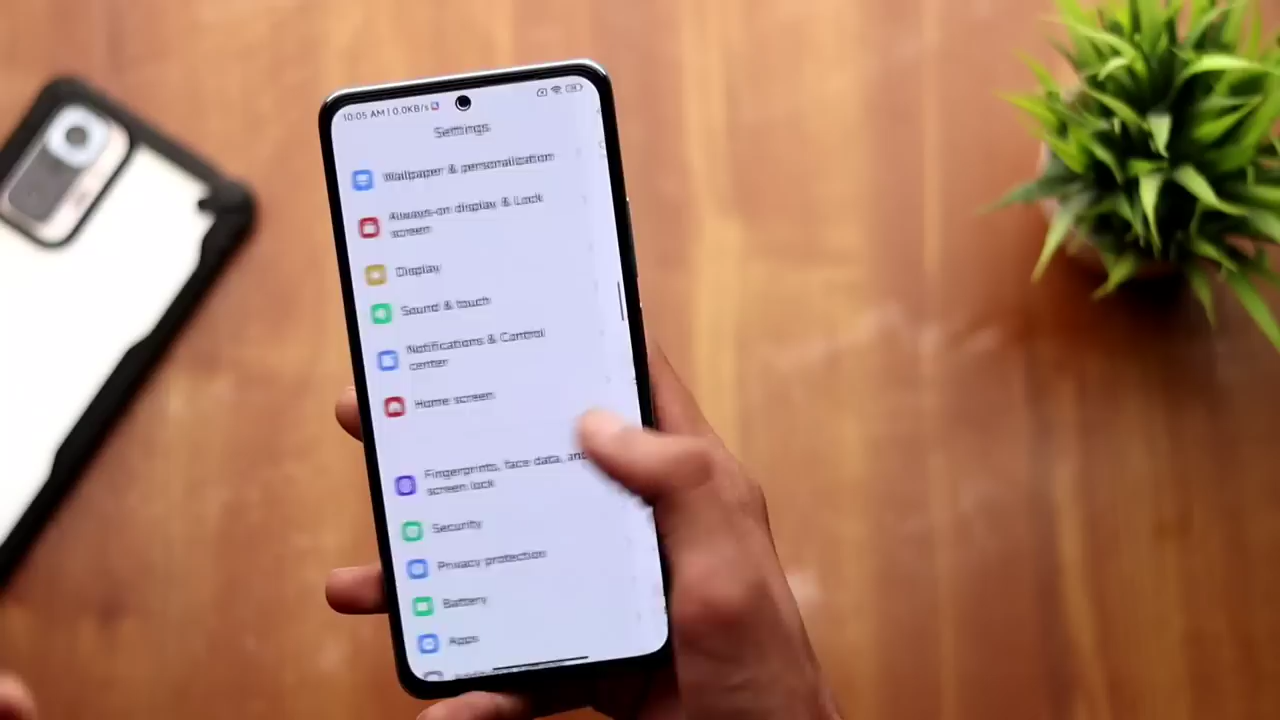 10:05 AM | 0.0KB/s
Settings
Wallpaper & personalization
Always-on display & Lock
screen
Display
Sound & touch
Notifications & Control
center
Home screen
Fingerprints, face data, and
screen lock
Security
Privacy protection
Battery
Apps